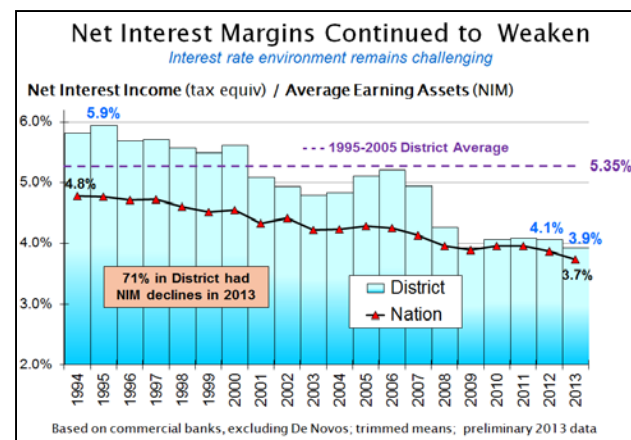 Net Interest Margins Continued to Weaken
Interest rate environment remains challenging
Net Interest Income (tax equiv) / Average Earning Assets (NIM)
6.0%
5.9%
--- 1995-2005 District Average
5.35%
5.0%
4.8%
4.0%
4.1%
3.9%
3.7%
71% in District had
NIM declines in 2013
District
Nation
3.0%
2.0%
1994 1995 1996 1997 1998 1999 2000 2001 2002 2003 2004 2005 2006 2007 2008 2009 2010 2011 2012 2013
Based on commercial banks, excluding De Novos; trimmed means; preliminary 2013 data